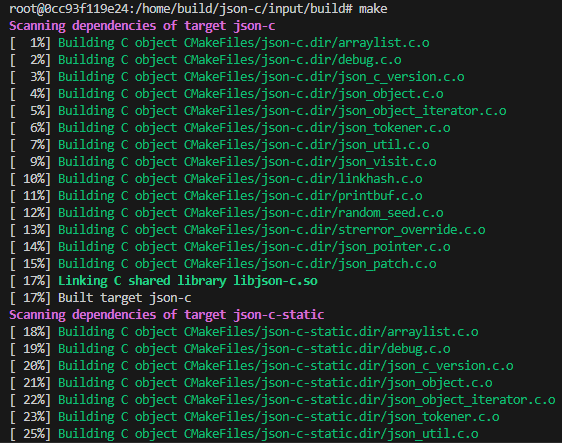 root@0cc93f119e24:/home/build/json-c/input/build# make
Scanning dependencies of target json-c
[  1%] Building C object CMakeFiles/json-c.dir/arraylist.c.o
[  2%] Building C object CMakeFiles/json-c.dir/debug.c.o
[  3%] Building C object CMakeFiles/json-c.dir/json_c_version.c.o
[  4%] Building C object CMakeFiles/json-c.dir/json_object.c.o
[  5%] Building C object CMakeFiles/json-c.dir/json_object_iterator.c.o
[  6%] Building C object CMakeFiles/json-c.dir/json_tokener.c.o
[  7%] Building C object CMakeFiles/json-c.dir/json_util.c.o
[  9%] Building C object CMakeFiles/json-c.dir/json_visit.c.o
[ 10%] Building C object CMakeFiles/json-c.dir/linkhash.c.o
[ 11%] Building C object CMakeFiles/json-c.dir/printbuf.c.o
[ 12%] Building C object CMakeFiles/json-c.dir/random_seed.c.o
[ 13%] Building C object CMakeFiles/json-c.dir/strerror_override.c.o
[ 14%] Building C object CMakeFiles/json-c.dir/json_pointer.c.o
[ 15%] Building C object CMakeFiles/json-c.dir/json_patch.c.o
[ 17%] Linking C shared library libjson-c.so
[ 17%] Built target json-c
Scanning dependencies of target json-c-static
[ 18%] Building C object CMakeFiles/json-c-static.dir/arraylist.c.o
[ 19%] Building C object CMakeFiles/json-c-static.dir/debug.c.o
[ 20%] Building C object CMakeFiles/json-c-static.dir/json_c_version.c.o
[ 21%] Building C object CMakeFiles/json-c-static.dir/json_object.c.o
[ 22%] Building C object CMakeFiles/json-c-static.dir/json_object_iterator.c.o
[ 23%] Building C object CMakeFiles/json-c-static.dir/json_tokener.c.o
[ 25%] Building C object CMakeFiles/json-c-static.dir/json_util.c.o